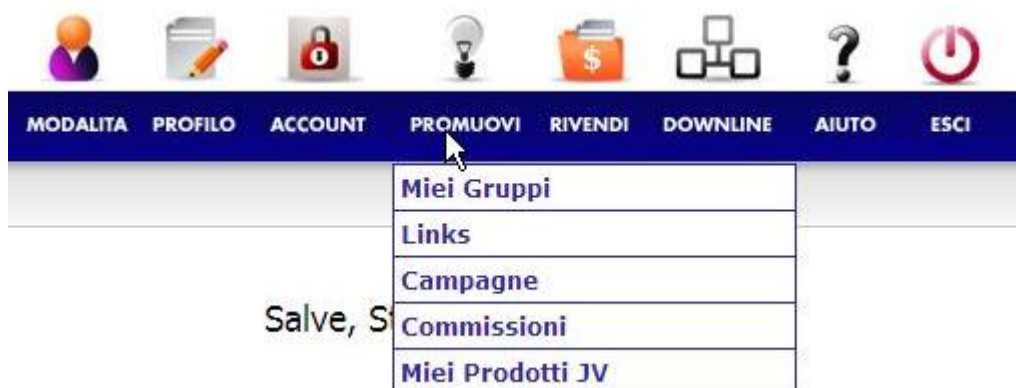 MODALITA PROFILO ACCOUNT PROMUOVI RIVENDI DOWNLINE AIUTO ESCI
Miei Gruppi
Links
Campagne
Salve,
Commissioni
Miei Prodotti JV